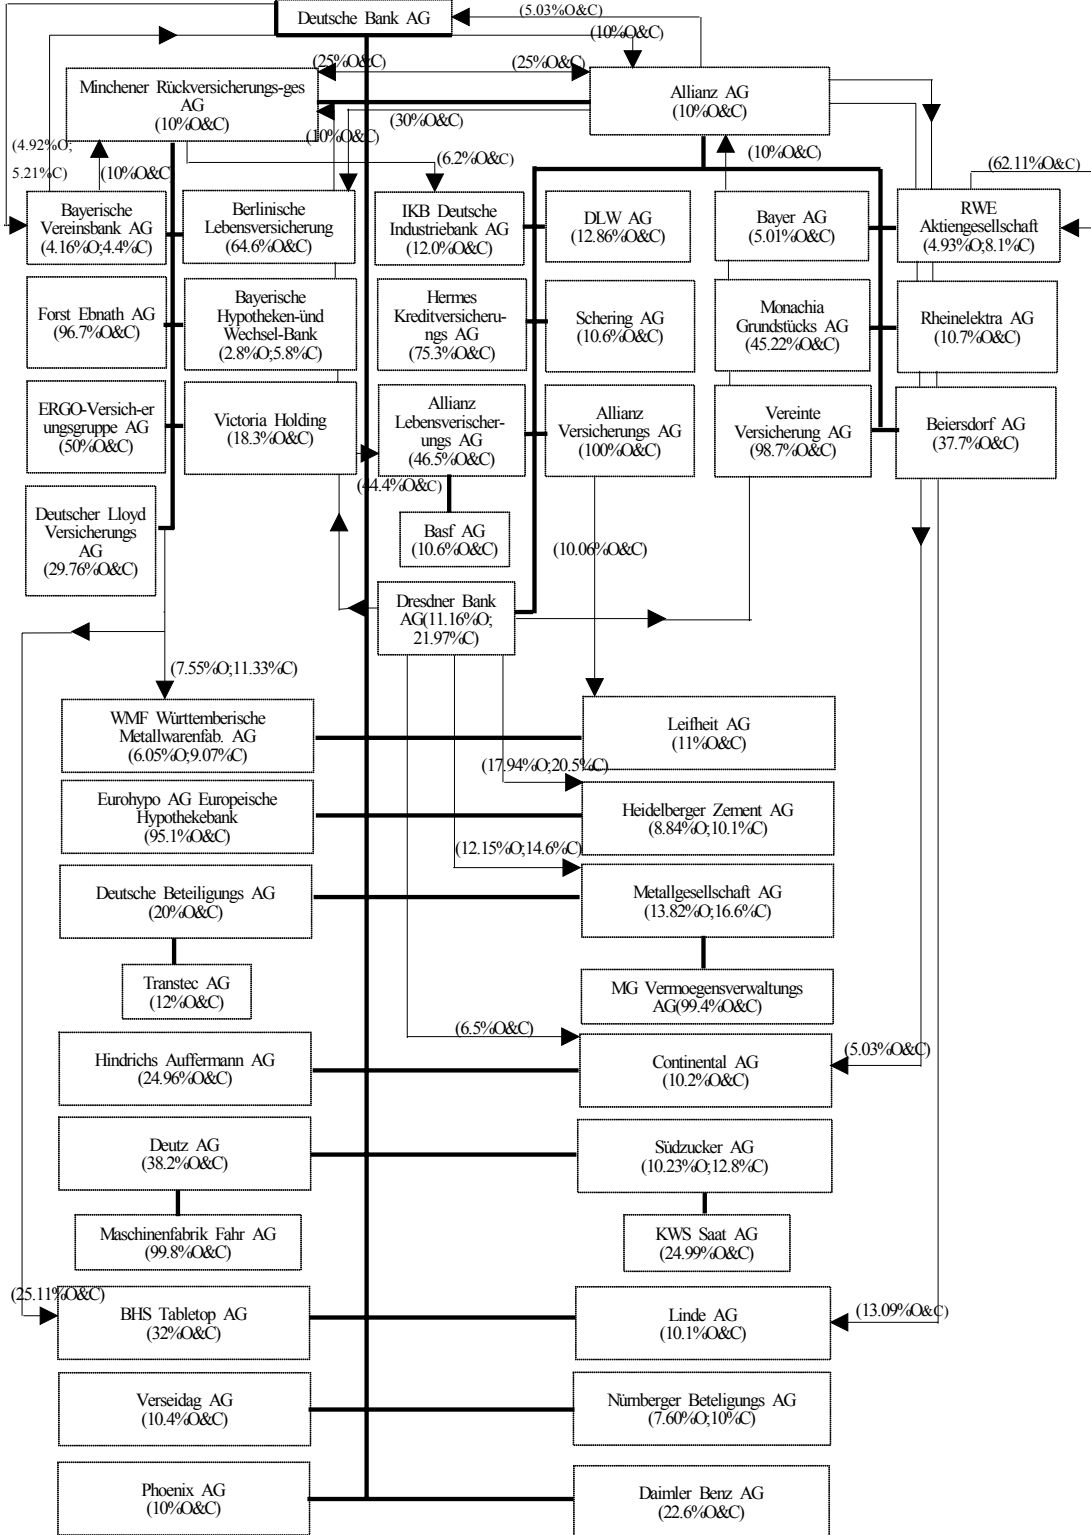 Deutsche Bank AG
(5.03%O&C)
(10%O&C)
(25%O&C)
(25%O&C)
Minchener Rückversicherungs-ges
AG
(10%O&C)
Allianz AG
(10%O&C)
(10%O&C)
(30%O&C)
(4.92%O;
5.21%C)
(10%O&C)
(6.2%O&C)
(10%O&C)
(62.11%O&C)
Bayerische
Vereinsbank AG
(4.16%O;4.4%C)
Berlinische
Lebensversicherung
(64.6%O&C)
IKB Deutsche
Industriebank AG
(12.0%O&C)
DLW AG
(12.86%O&C)
Bayer AG
(5.01%O&C)
RWE
Aktiengesellschaft
(4.93%O;8.1%C)
Forst Ebnath AG
(96.7%O&C)
Bayerische
Hypotheken-ünd
Wechsel-Bank
(2.8%O;5.8%C)
Hermes
Kreditversicheru-
ngs AG
(75.3%O&C)
Schering AG
(10.6%O&C)
Monachia
Grundstücks AG
(45.22%O&C)
Rheinelektra AG
(10.7%O&C)
ERGO-Versich-er
ungsgruppe AG
(50%O&C)
Victoria Holding
(18.3%O&C)
Allianz
Lebensverischer-
ungs AG
(46.5%O&C)
Allianz
Versicherungs AG
(100%O&C)
Vereinte
Versicherung AG
(98.7%O&C)
Beiersdorf AG
(37.7%O&C)
(44.4%O&C)
Deutscher Lloyd
Versicherungs
AG
(29.76%O&C)
Basf AG
(10.6%O&C)
(10.06%O&C)
Dresdner Bank
AG(11.16%O;
21.97%C)
(7.55%O;11.33%C)
WMF Württemberische
Metallwarenfab. AG
(6.05%O;9.07%C)
Leifheit AG
(11%O&C)
(17.94%O;20.5%C)
Eurohypo AG Europeische
Hypothekebank
(95.1%O&C)
Heidelberger Zement AG
(8.84%O;10.1%C)
(12.15%O;14.6%C)
Deutsche Beteiligungs AG
(20%O&C)
Metallgesellschaft AG
(13.82%O;16.6%C)
Transtec AG
(12%O&C)
MG Vermoegensverwaltungs
AG(99.4%O&C)
(6.5%O&C)
(5.03%O&C)
Hindrichs Auffermann AG
(24.96%O&C)
Continental AG
(10.2%O&C)
Deutz AG
(38.2%O&C)
Südzucker AG
(10.23%O;12.8%C)
Maschinenfabrik Fahr AG
(99.8%O&C)
KWS Saat AG
(24.99%O&C)
(25.11%O&C)
BHS Tabletop AG
(32%O&C)
Linde AG
(10.1%O&C)
(13.09%O&C)
Verseidag AG
(10.4%O&C)
Nürnberger Beteligungs AG
(7.60%O;10%C)
Phoenix AG
(10%O&C)
Daimler Benz AG
(22.6%O&C)